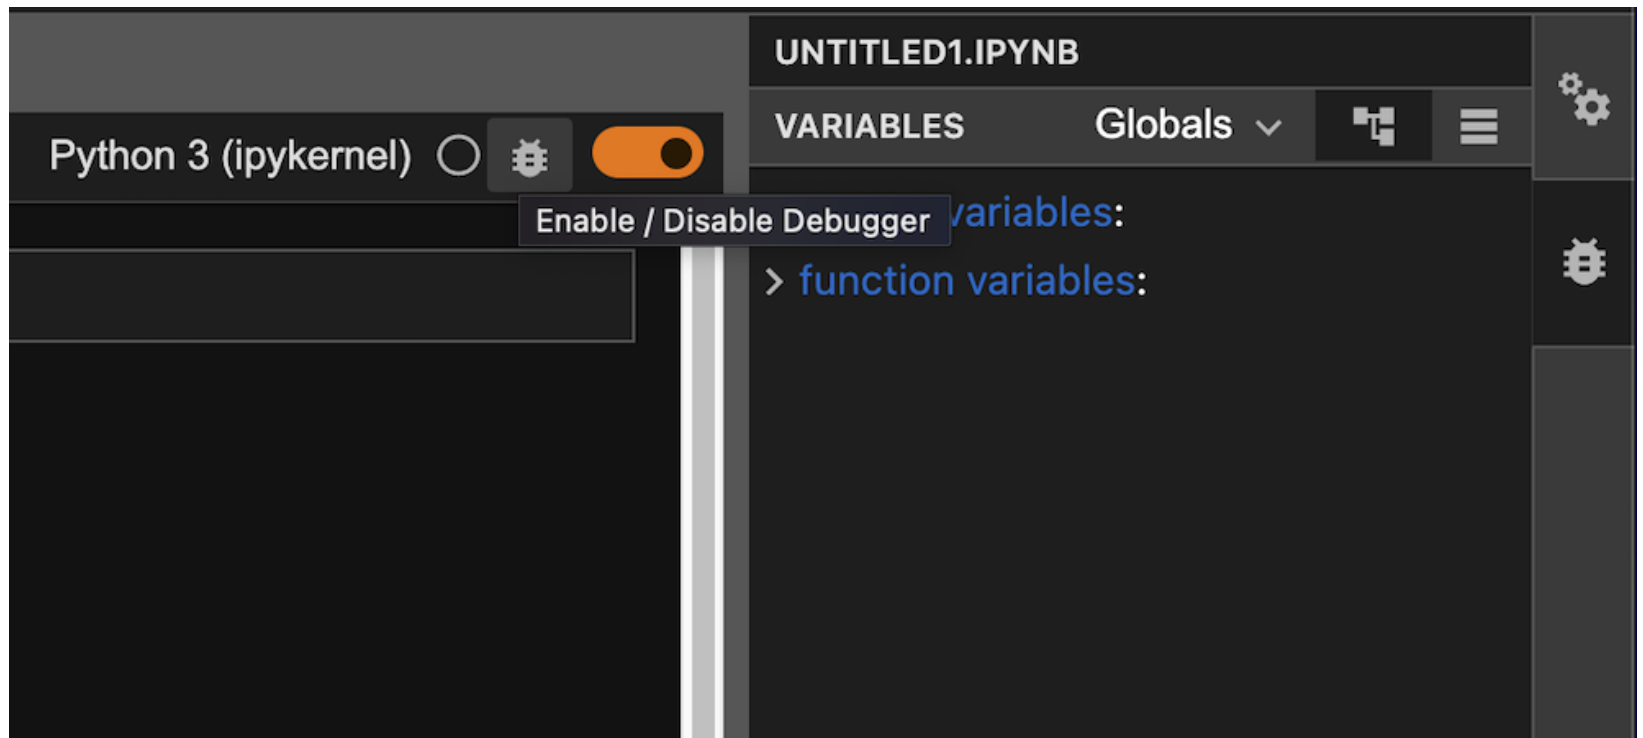 UNTITLED1.IPYNB
VARIABLES Globals
Python 3 (ipykernel)
Enable / Disable Debugger
variables:
function variables: